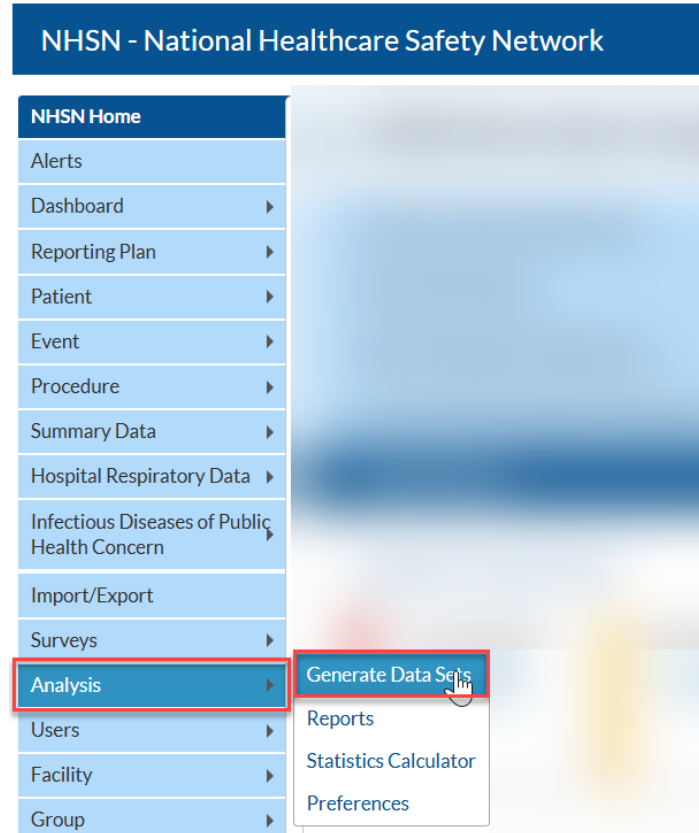 NHSN - National Healthcare Safety Network
NHSN Home
Alerts
Dashboard
Reporting Plan
Patient
Event
Procedure
Summary Data
Hospital Respiratory Data
Infectious Diseases of Public
Health Concern
Import/Export
Surveys
Analysis
Generate Data Sets
Reports
Statistics Calculator
Preferences
Users
Facility
Group